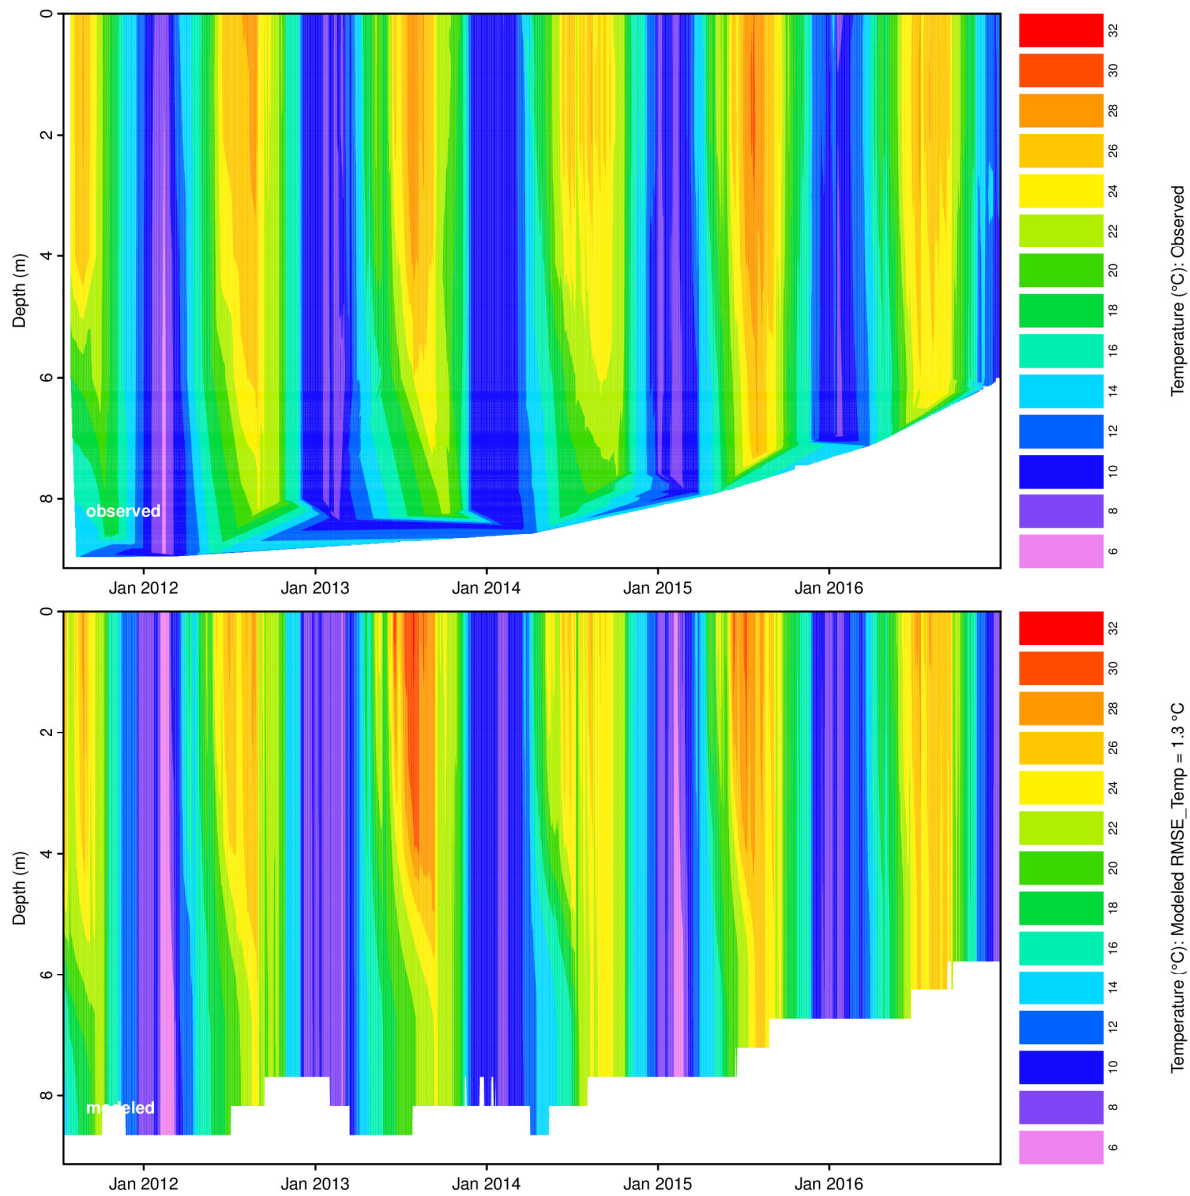 0
2
4
6
8
Depth (m)
observed
Jan 2012
Jan 2013
Jan 2014
Jan 2015
Jan 2016
32
30
28
26
24
22
20
18
16
14
12
10
8
6
Temperature (°C): Observed
0
2
4
6
8
Depth (m)
modeled
Jan 2012
Jan 2013
Jan 2014
Jan 2015
Jan 2016
32
30
28
26
24
22
20
18
16
14
12
10
8
6
Temperature (°C): Modeled RMSE_Temp = 1.3 °C